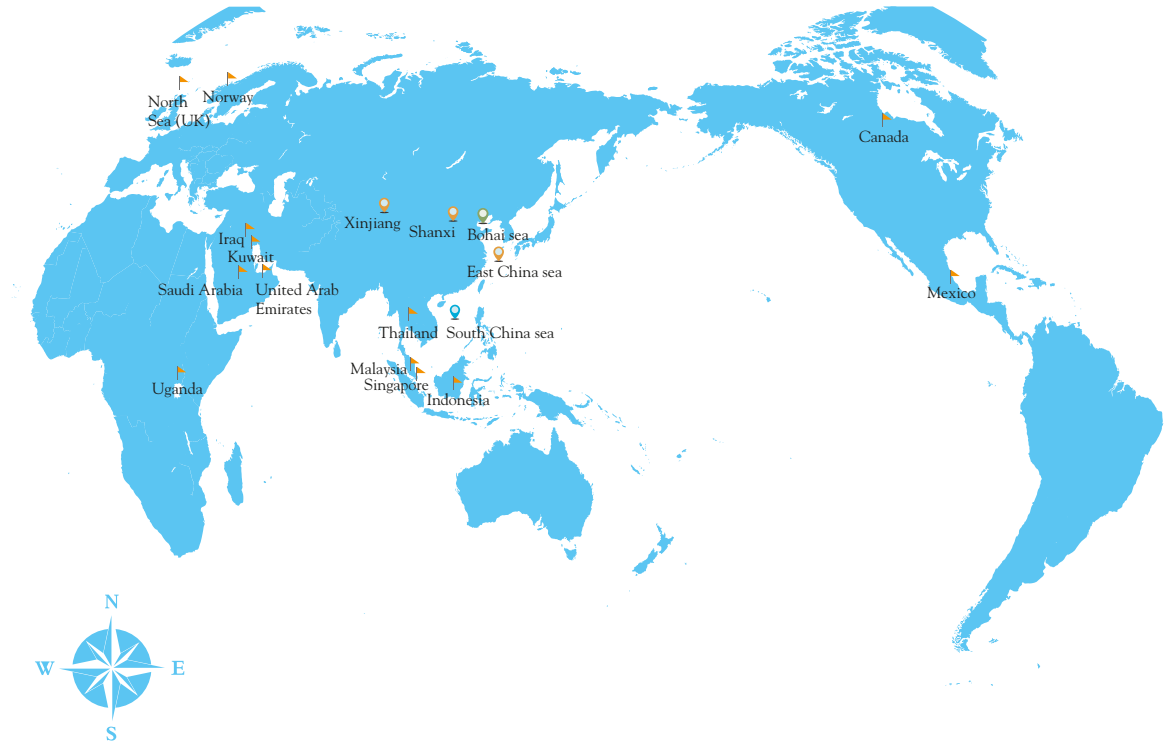 North
Sea (UK)
Norway
Canada
Xinjiang
Shanxi
Bohai sea
Iraq
Kuwait
East China sea
Saudi Arabia
United Arab
Emirates
Mexico
Thailand
South China sea
Malaysia
Singapore
Uganda
Indonesia
N
W
E
S